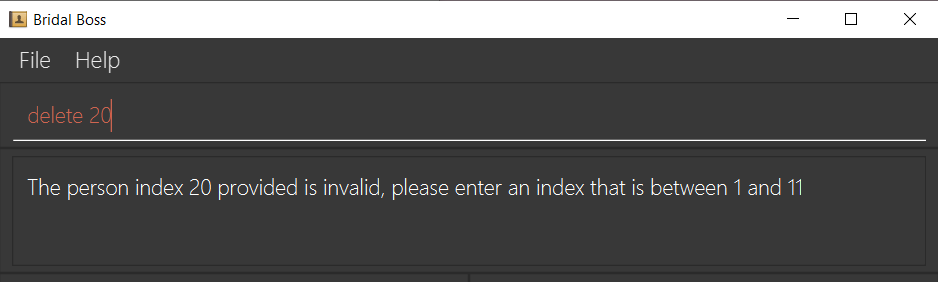 Bridal Boss
File Help
delete 20
The person index 20 provided is invalid, please enter an index that is between 1 and 11